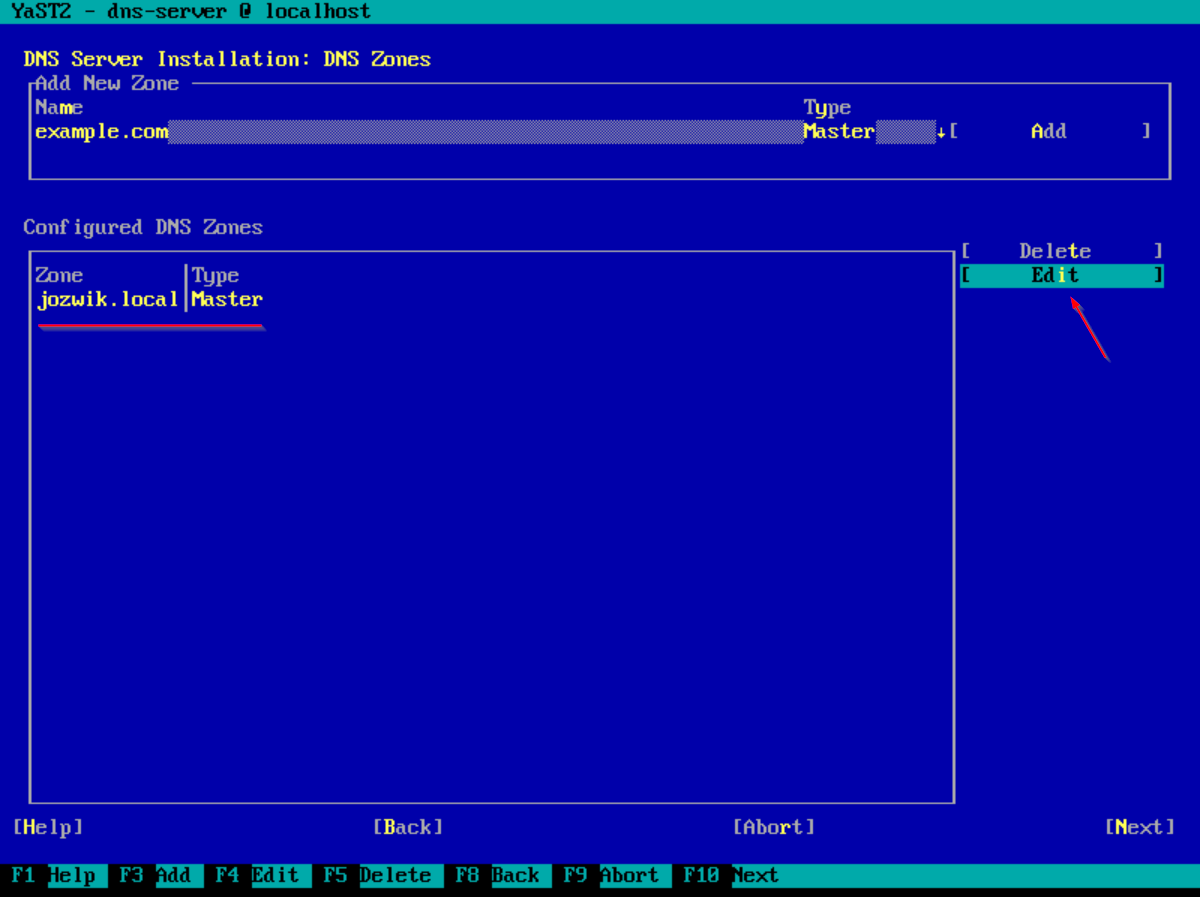 YaST2 - dns-server @ localhost
DNS Server Installation: DNS Zones
Add New Zone
Name Type
example.com Master↓[ Add ]
Configured DNS Zones
[ Delete ]
Zone |Type [ Edit ]
jozwik.local|Master
[Help] [Back] [Abort] [Next]
F1 Help F3 Add F4 Edit F5 Delete F8 Back F9 Abort F10 Next